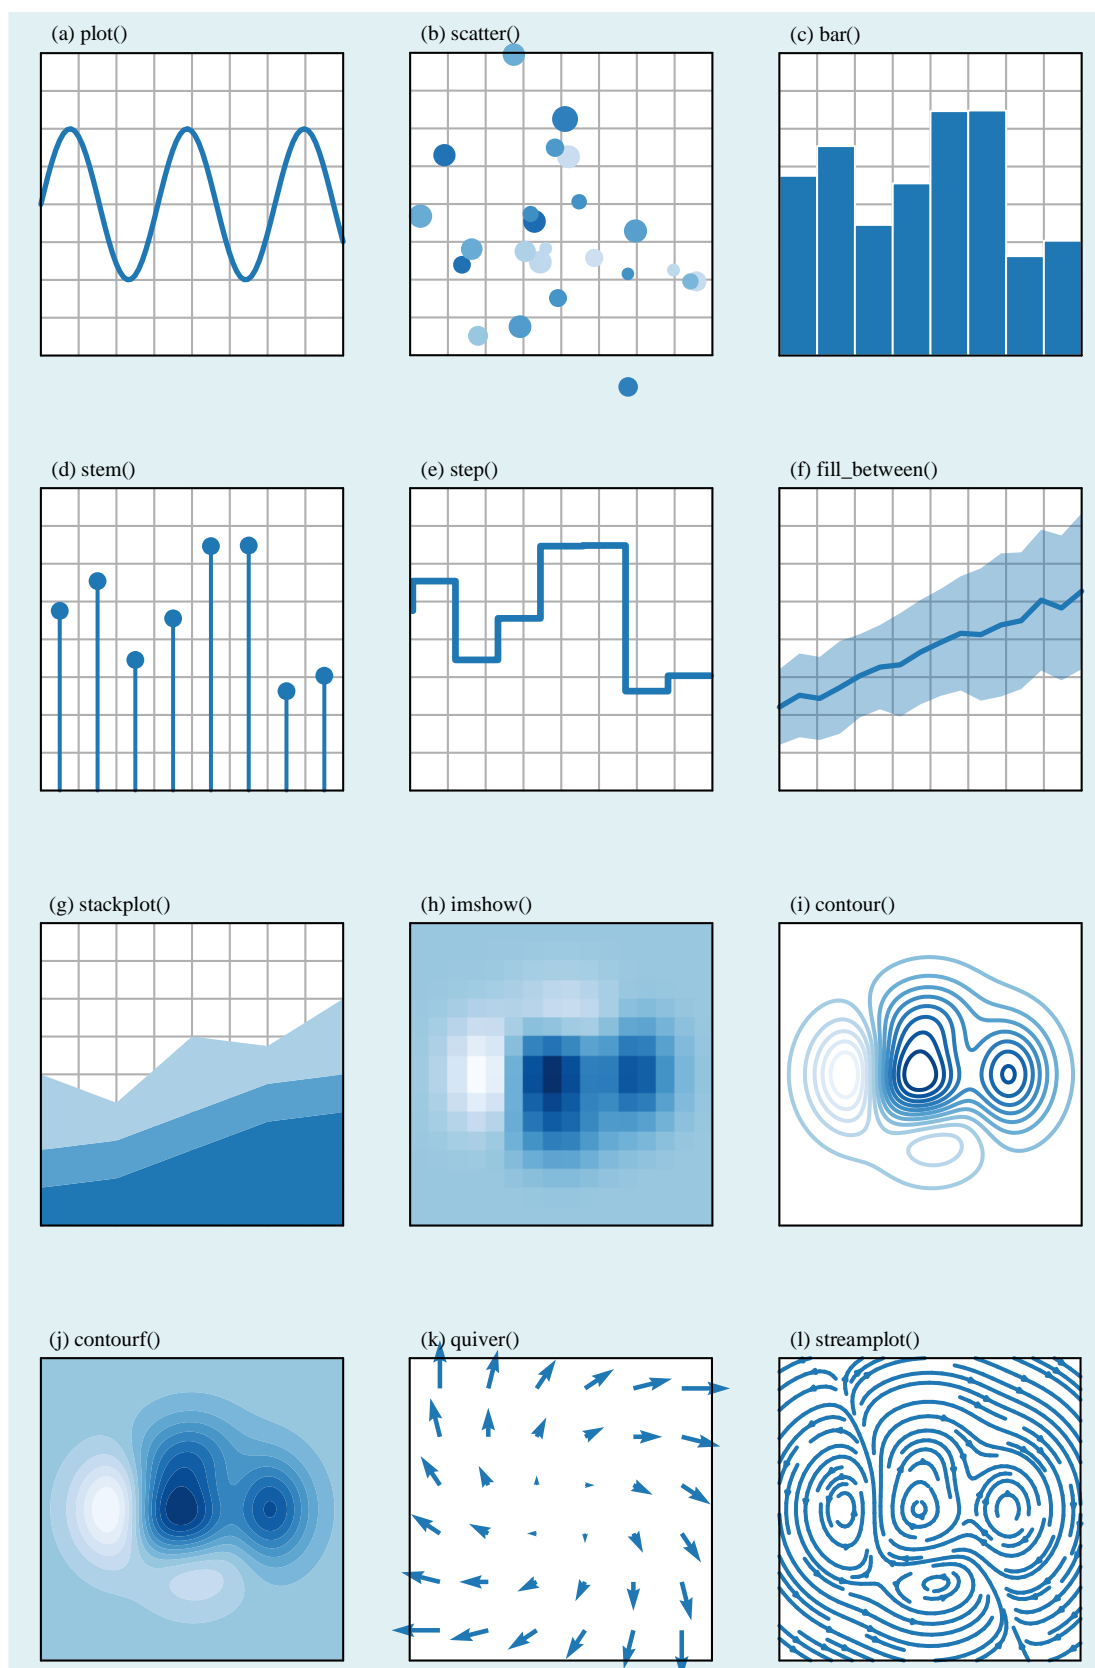 (a) plot()
(b) scatter()
(c) bar()
(d) stem()
(e) step()
(f) fill_between()
(g) stackplot()
(h) imshow()
(i) contour()
(j) contourf()
(k) quiver()
(l) streamplot()